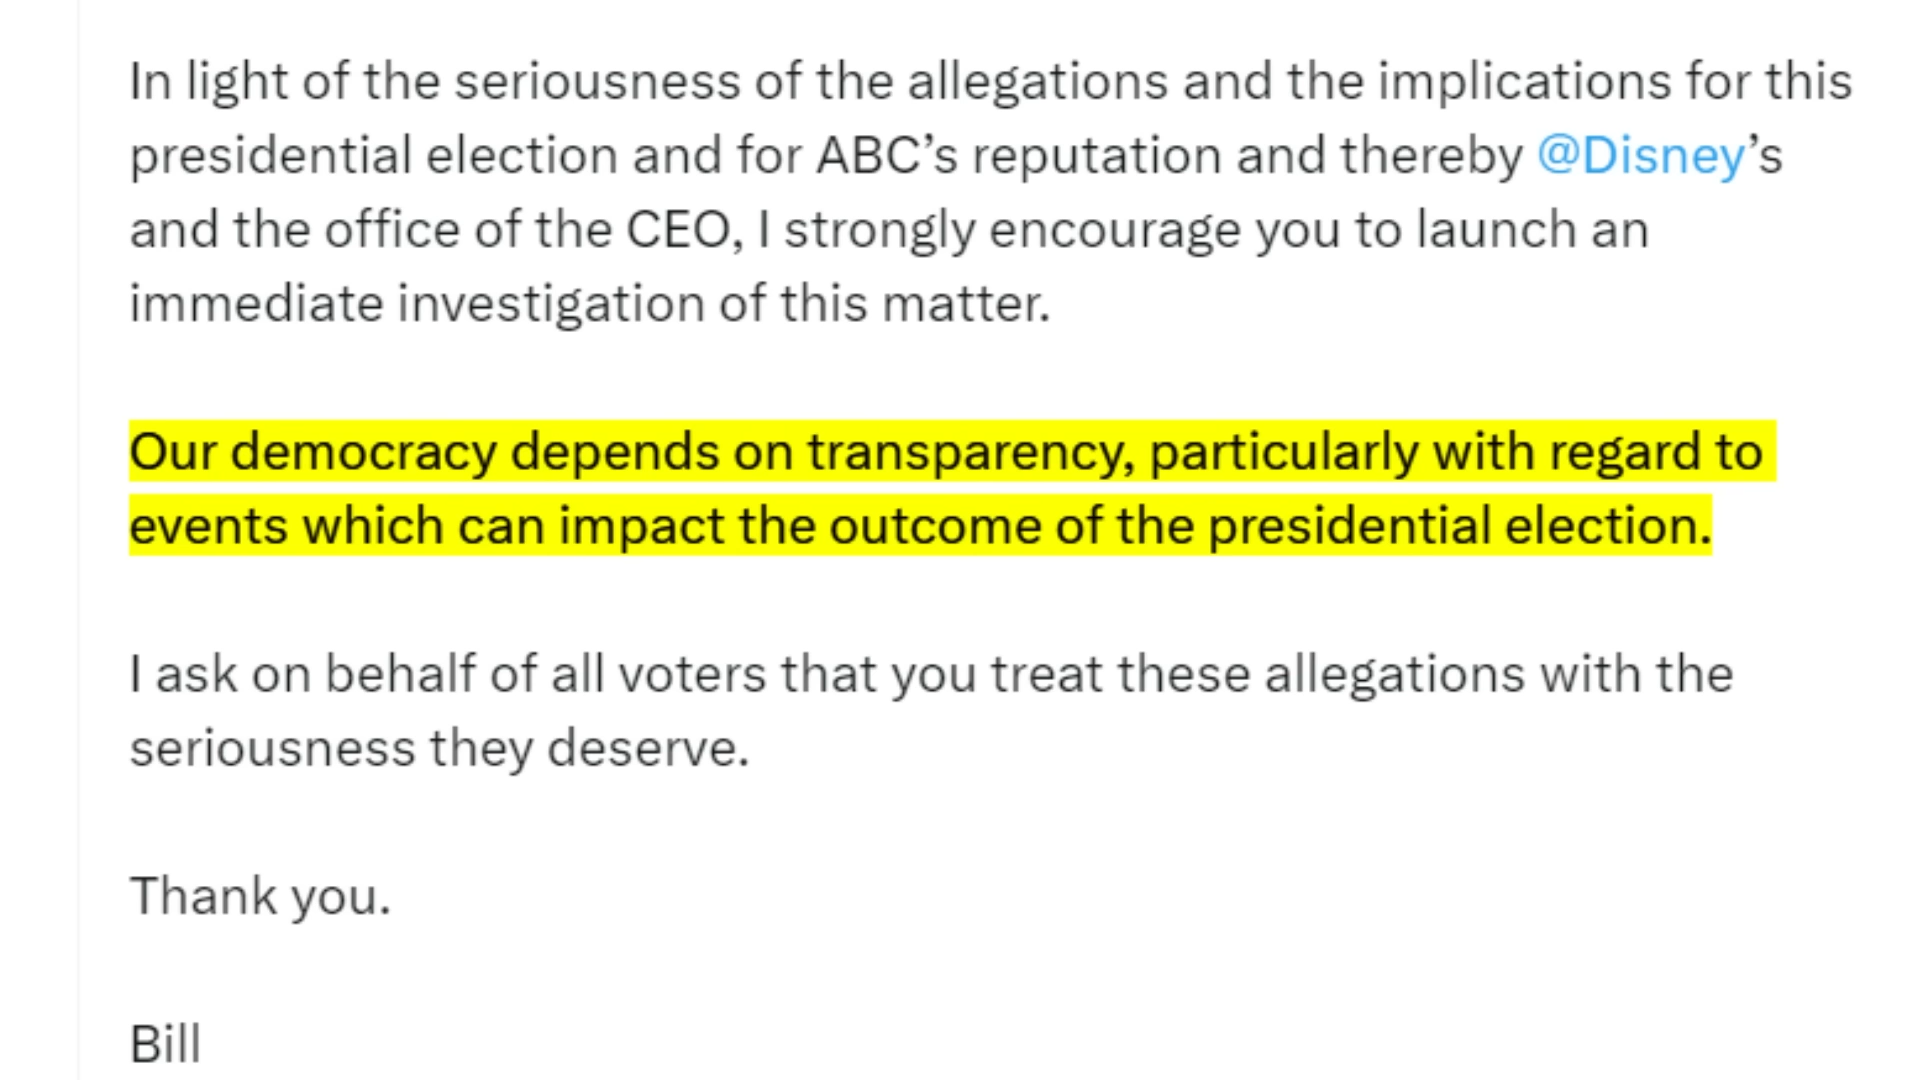 In light of the seriousness of the allegations and the implications for this
presidential election and for ABC’s reputation and thereby @Disney’s
and the office of the CEO, I strongly encourage you to launch an
immediate investigation of this matter.
Our democracy depends on transparency, particularly with regard to
events which can impact the outcome of the presidential election.
I ask on behalf of all voters that you treat these allegations with the
seriousness they deserve.
Thank you.
Bill